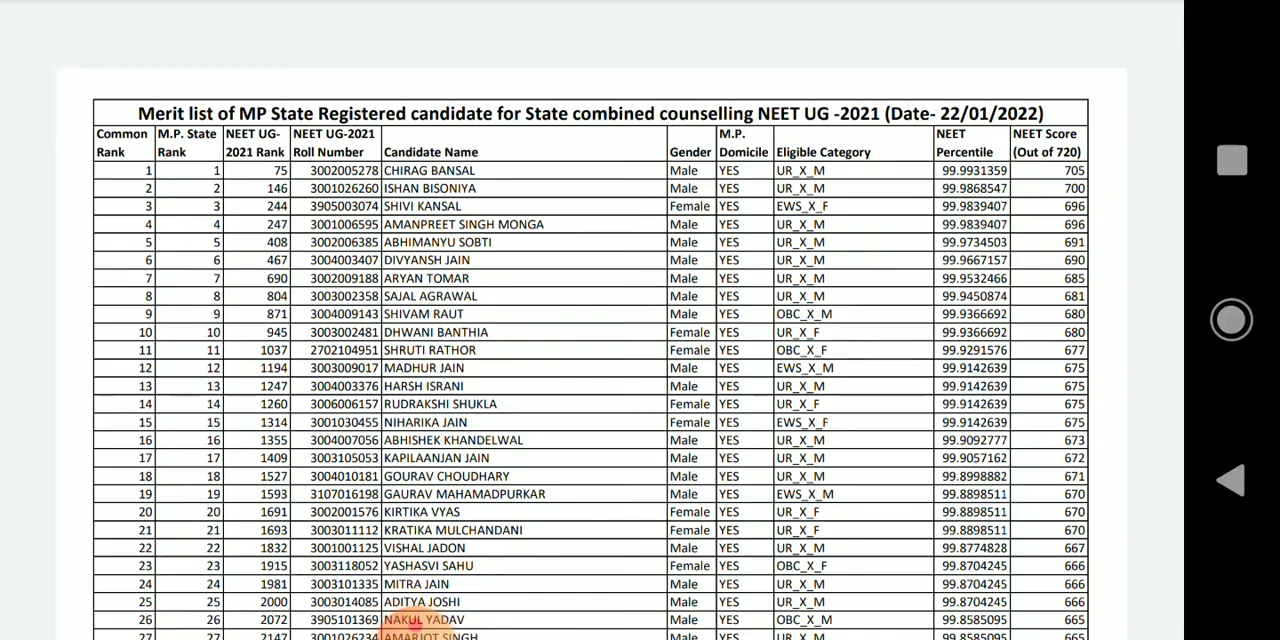 Merit list of MP State Registered candidate for State combined counselling NEET UG -2021 (Date- 22/01/2022)
Common Rank M.P. State Rank NEET UG-2021 Rank NEET UG-2021 Roll Number Candidate Name Gender M.P. Domicile Eligible Category NEET Percentile NEET Score (Out of 720)
1 1 75 3002005278 CHIRAG BANSAL Male YES UR_X_M 99.9931359 705
2 2 146 3001026260 ISHAN BISONIYA Male YES UR_X_M 99.9868547 700
3 3 244 3905003074 SHIVI KANSAL Female YES EWS_X_F 99.9839407 696
4 4 247 3001006595 AMANPREET SINGH MONGA Male YES UR_X_M 99.9839407 696
5 5 408 3002006385 ABHIMANYU SOBTI Male YES UR_X_M 99.9734503 691
6 6 467 3004003407 DIVYANSH JAIN Male YES UR_X_M 99.9667157 690
7 7 690 3002009188 ARYAN TOMAR Male YES UR_X_M 99.9532466 685
8 8 804 3003002358 SAJAL AGRAWAL Male YES UR_X_M 99.9450874 681
9 9 871 3004009143 SHIVAM RAUT Male YES OBC_X_M 99.9366692 680
10 10 945 3003002481 DHWANI BANTHIA Female YES UR_X_F 99.9366692 680
11 11 1037 2702104951 SHRUTI RATHOR Female YES OBC_X_F 99.9291576 677
12 12 1194 3003009017 MADHUR JAIN Male YES EWS_X_M 99.9142639 675
13 13 1247 3004003376 HARSH ISRANI Male YES UR_X_M 99.9142639 675
14 14 1260 3006006157 RUDRAKSHI SHUKLA Female YES UR_X_F 99.9142639 675
15 15 1314 3001030455 NIHARIKA JAIN Female YES EWS_X_F 99.9142639 675
16 16 1355 3004007056 ABHISHEK KHANDELWAL Male YES UR_X_M 99.9092777 673
17 17 1409 3003105053 KAPILAANJAN JAIN Male YES UR_X_M 99.9057162 672
18 18 1527 3004010181 GOURAV CHOUDHARY Male YES UR_X_M 99.8998882 671
19 19 1593 3107016198 GAURAV MAHAMADPURKAR Male YES EWS_X_M 99.8898511 670
20 20 1691 3002001576 KIRTIKA VYAS Female YES UR_X_F 99.8898511 670
21 21 1693 3003011112 KRATIKA MULCHANDANI Female YES UR_X_F 99.8898511 670
22 22 1832 3001001125 VISHAL JADON Male YES UR_X_M 99.8774828 667
23 23 1915 3003118052 YASHASVI SAHU Female YES OBC_X_F 99.8704245 666
24 24 1981 3003101335 MITRA JAIN Male YES UR_X_M 99.8704245 666
25 25 2000 3003014085 ADITYA JOSHI Male YES UR_X_M 99.8704245 666
26 26 2072 3905101369 NAKUL YADAV Male YES OBC_X_M 99.8585095 665
27 27 2147 3001026234 AMARJOT SINGH Male YES UR_X_M 99.8585095 665